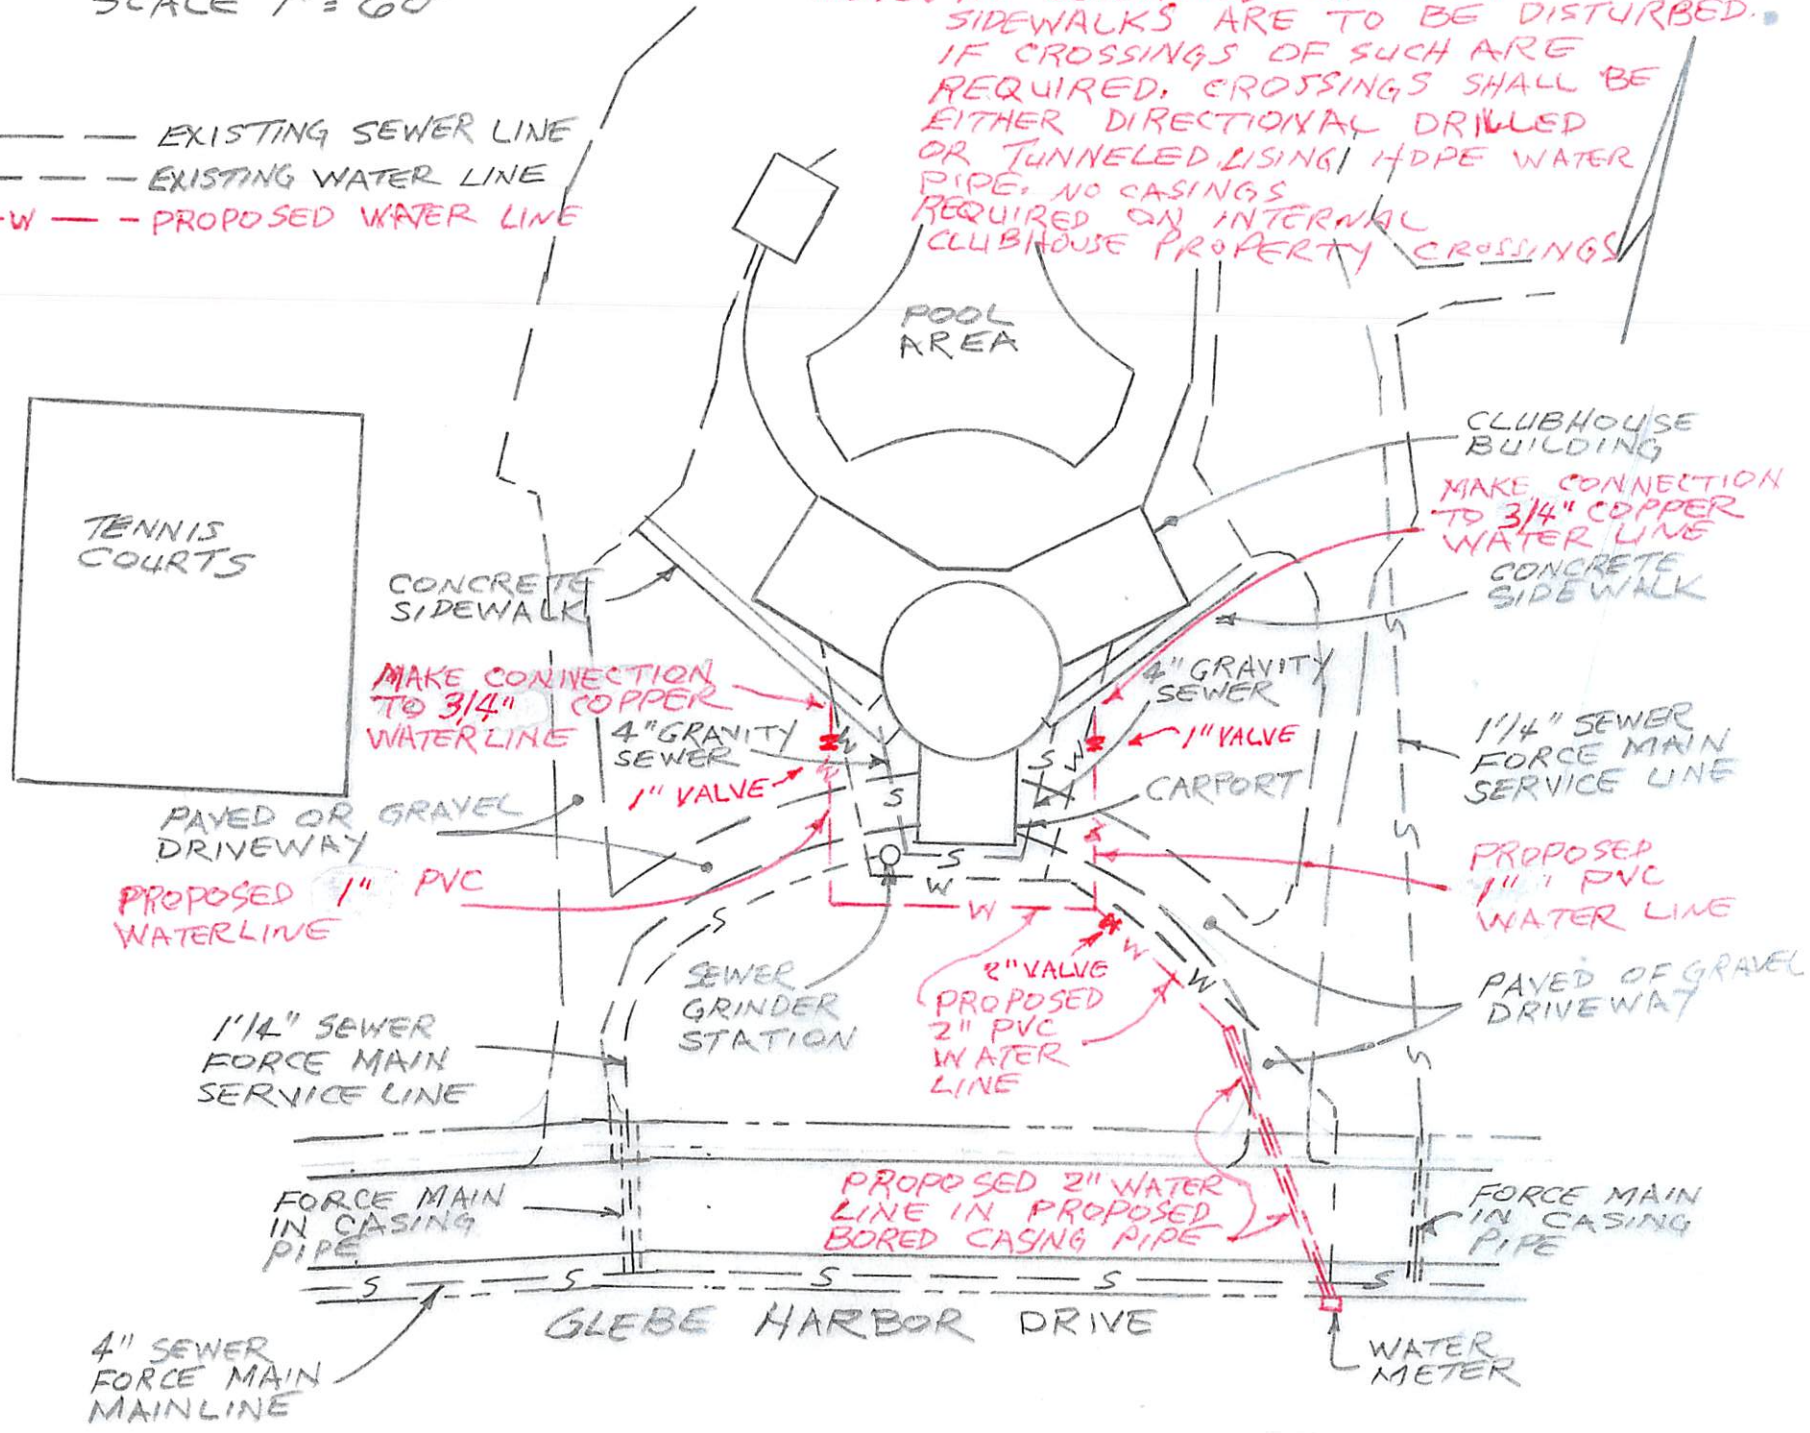 SCALE 1" = 60'
SIDEWALKS ARE TO BE DISTURBED.
IF CROSSINGS OF SUCH ARE
REQUIRED. CROSSINGS SHALL BE
EITHER DIRECTIONAL DRILLED
OR TUNNELED USING HDPE WATER
PIPE. NO CASINGS
REQUIRED ON INTERNAL
CLUBHOUSE PROPERTY CROSSINGS
EXISTING SEWER LINE
EXISTING WATER LINE
W PROPOSED WATER LINE
POOL
AREA
TENNIS
COURTS
CLUBHOUSE
BUILDING
MAKE CONNECTION
TO 3/4" COPPER
WATER LINE
CONCRETE
SIDEWALK
CONCRETE
SIDEWALK
MAKE CONNECTION
TO 3/4" COPPER
WATERLINE
4" GRAVITY
SEWER
4" GRAVITY
SEWER
1" VALVE
1" VALVE
CARPORT
1 1/4" SEWER
FORCE MAIN
SERVICE LINE
PAVED OR GRAVEL
DRIVEWAY
PROPOSED 1" PVC
WATERLINE
PROPOSED
1" PVC
WATER LINE
SEWER
GRINDER
STATION
2" VALVE
PROPOSED
2" PVC
WATER
LINE
PAVED OF GRAVEL
DRIVEWAY
1 1/4" SEWER
FORCE MAIN
SERVICE LINE
FORCE MAIN
IN CASING
PIPE
PROPOSED 2" WATER
LINE IN PROPOSED
BORED CASING PIPE
FORCE MAIN
IN CASING
PIPE
S
S
S
S
S
S
S
S
S
S
S
S
S
S
W
W
W
W
W
W
W
GLEBE HARBOR DRIVE
4" SEWER
FORCE MAIN
MAINLINE
WATER
METER